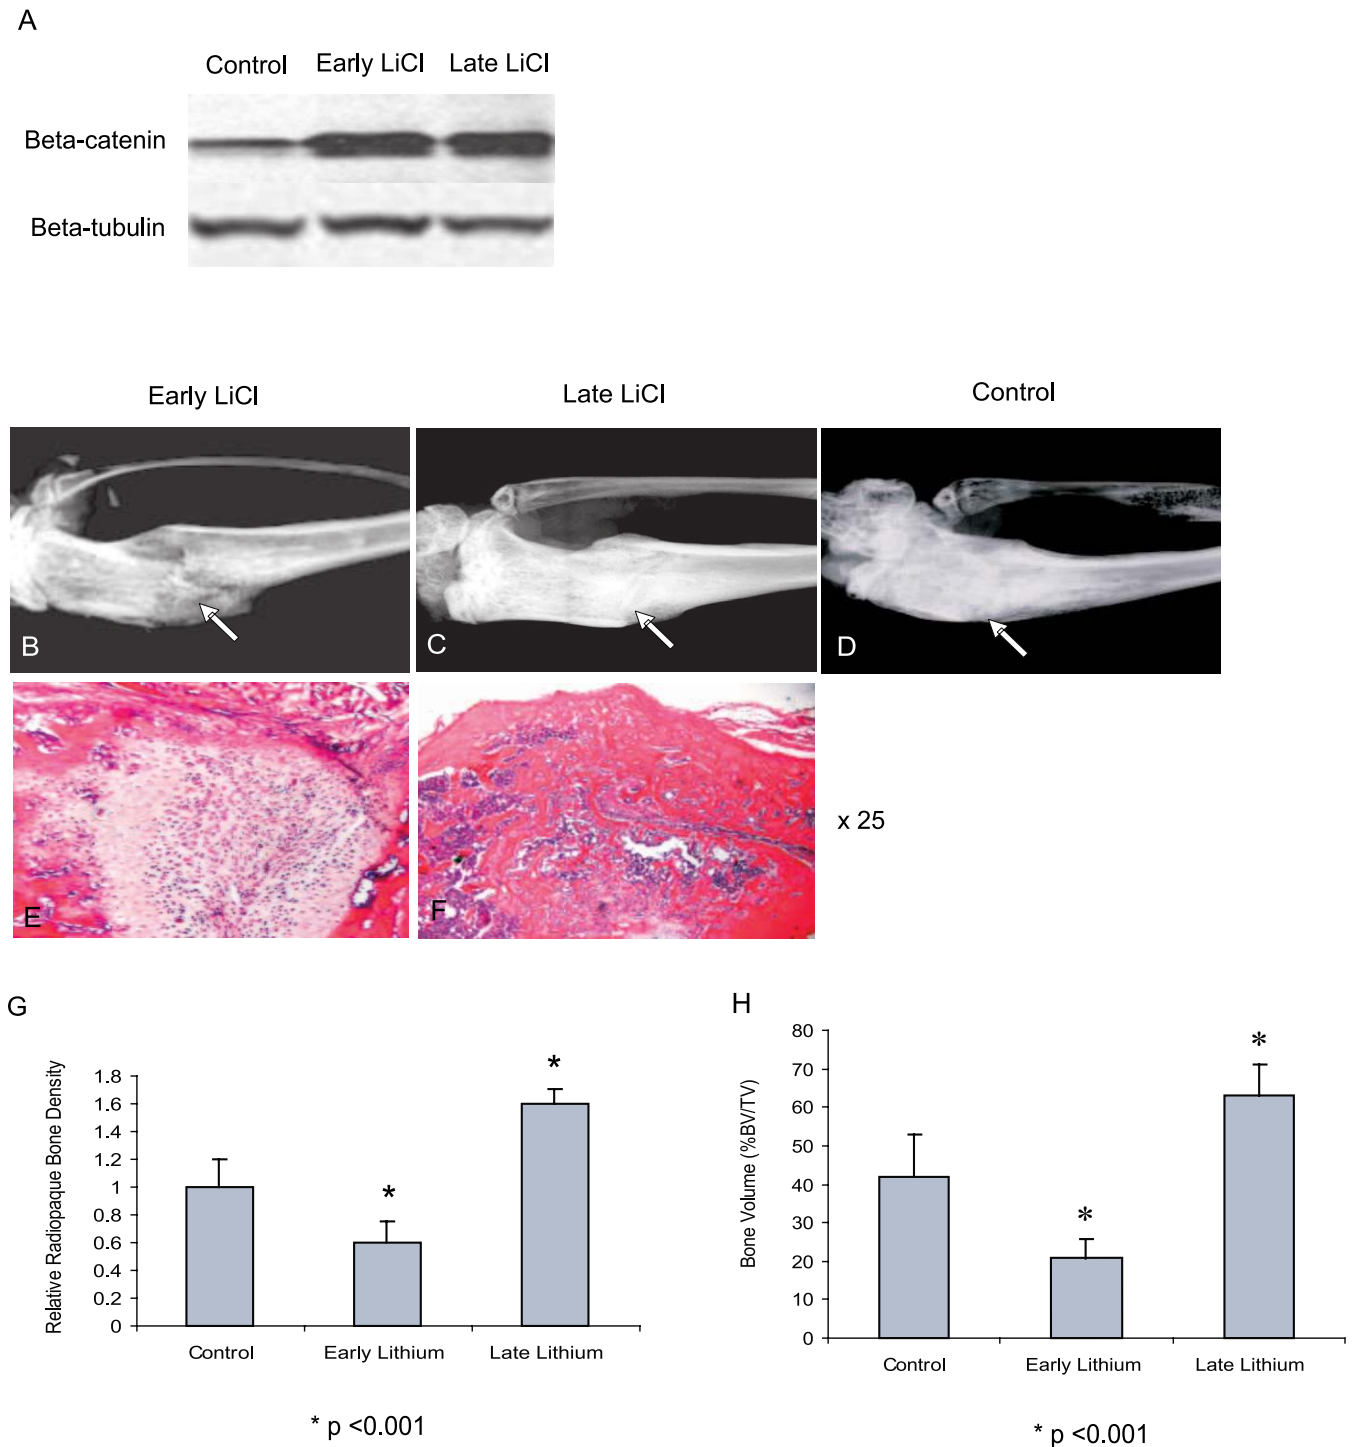 A
Control Early LiCl Late LiCl
Beta-catenin
Beta-tubulin
Early LiCl Late LiCl Control
B C D
E F x 25
G
Relative Radiopaque Bone Density
1.8
1.6
1.4
1.2
1
0.8
0.6
0.4
0.2
0
* *
Control Early Lithium Late Lithium
* p <0.001
H
Bone Volume (%BV/TV)
80
70
60
50
40
30
20
10
0
* *
Control Early Lithium Late Lithium
* p <0.001